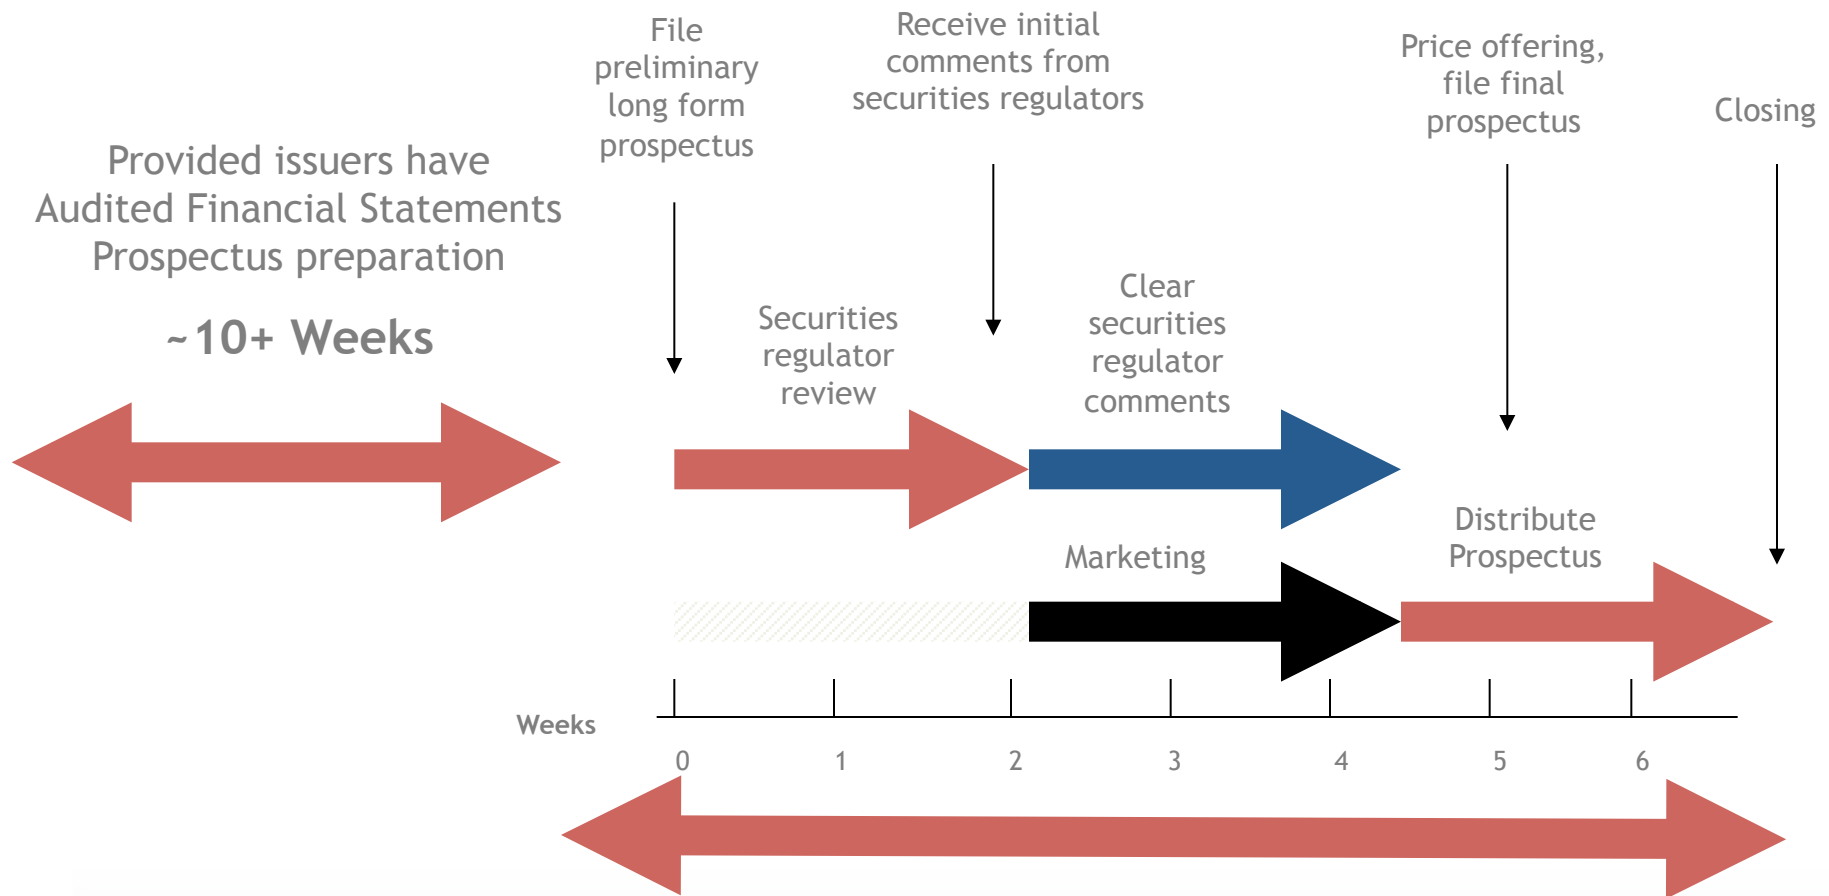 File
preliminary
long form
prospectus
Receive initial
comments from
securities regulators
Price offering,
file final
prospectus
Closing
Provided issuers have
Audited Financial Statements
Prospectus preparation
~10+ Weeks
Securities
regulator
review
Clear
securities
regulator
comments
Marketing
Distribute
Prospectus
Weeks
0 1 2 3 4 5 6